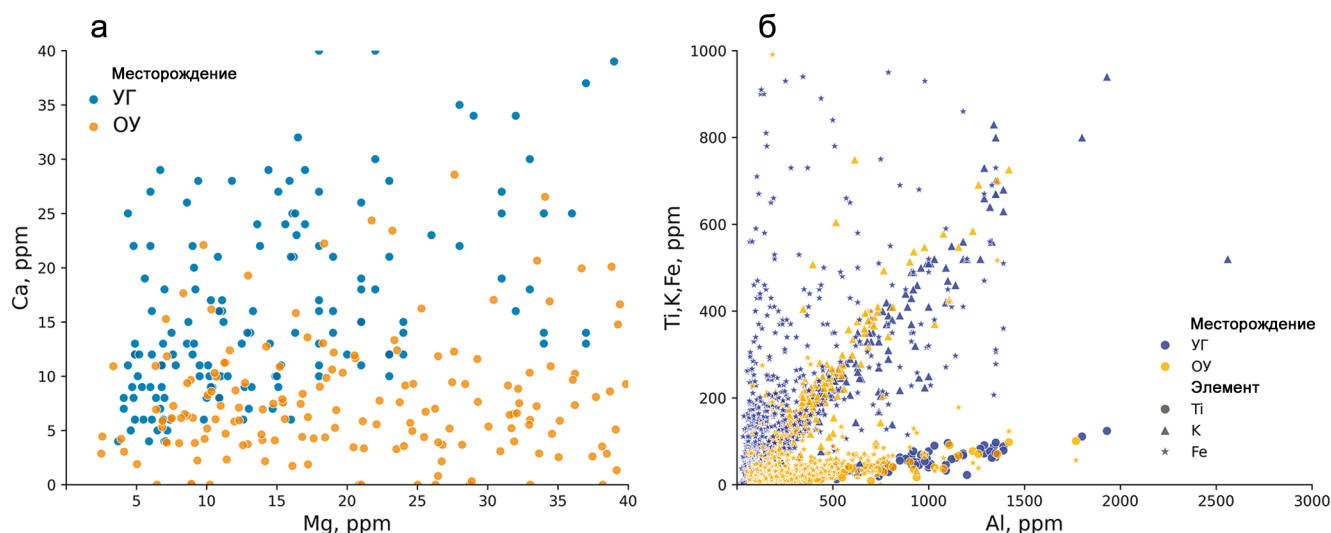 а
Месторождение
УГ
ОУ
Ca, ppm
40
35
30
25
20
15
10
5
0
10
15
20
25
30
35
40
Mg, ppm
б
Ti,K,Fe, ppm
1000
800
600
400
200
0
500
1000
1500
2000
2500
3000
Al, ppm
Месторождение
УГ
ОУ
Элемент
Ti
K
Fe